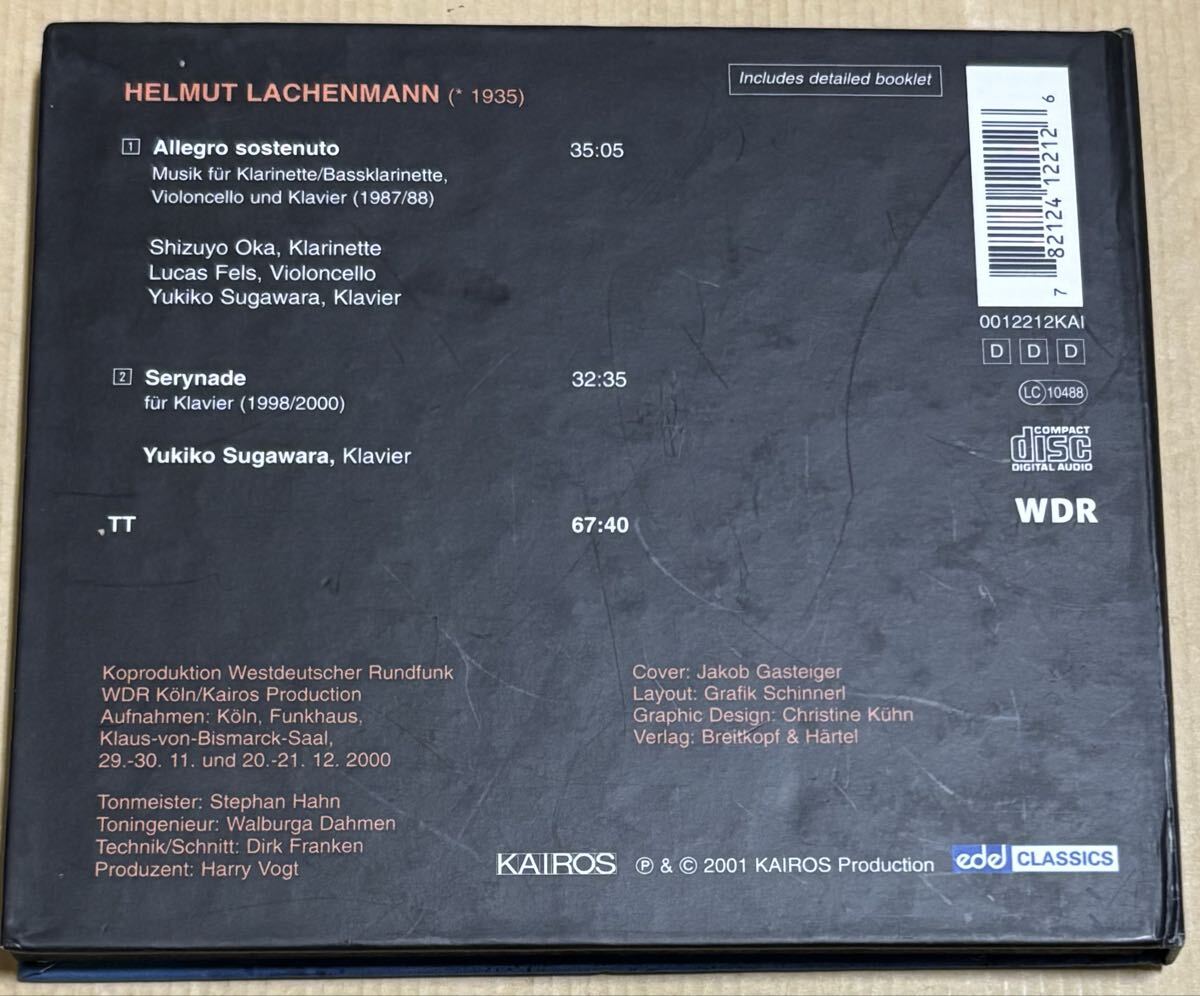 HELMUT LACHENMANN (* 1935)
Includes detailed booklet
1 Allegro sostenuto 35:05
Musik für Klarinette/Bassklarinette,
Violoncello und Klavier (1987/88)
Shizuyo Oka, Klarinette
Lucas Fels, Violoncello
Yukiko Sugawara, Klavier
2 Serynade 32:35
für Klavier (1998/2000)
Yukiko Sugawara, Klavier
TT 67:40
7 82124 12212 6
0012212KAI
D D D
LC 10488
COMPACT
disc
DIGITAL AUDIO
WDR
Koproduktion Westdeutscher Rundfunk
WDR Köln/Kairos Production
Aufnahmen: Köln, Funkhaus,
Klaus-von-Bismarck-Saal,
29.-30. 11. und 20.-21. 12. 2000
Tonmeister: Stephan Hahn
Toningenieur: Walburga Dahmen
Technik/Schnitt: Dirk Franken
Produzent: Harry Vogt
Cover: Jakob Gasteiger
Layout: Grafik Schinnerl
Graphic Design: Christine Kühn
Verlag: Breitkopf & Härtel
KAIROS ℗ & © 2001 KAIROS Production
edel CLASSICS